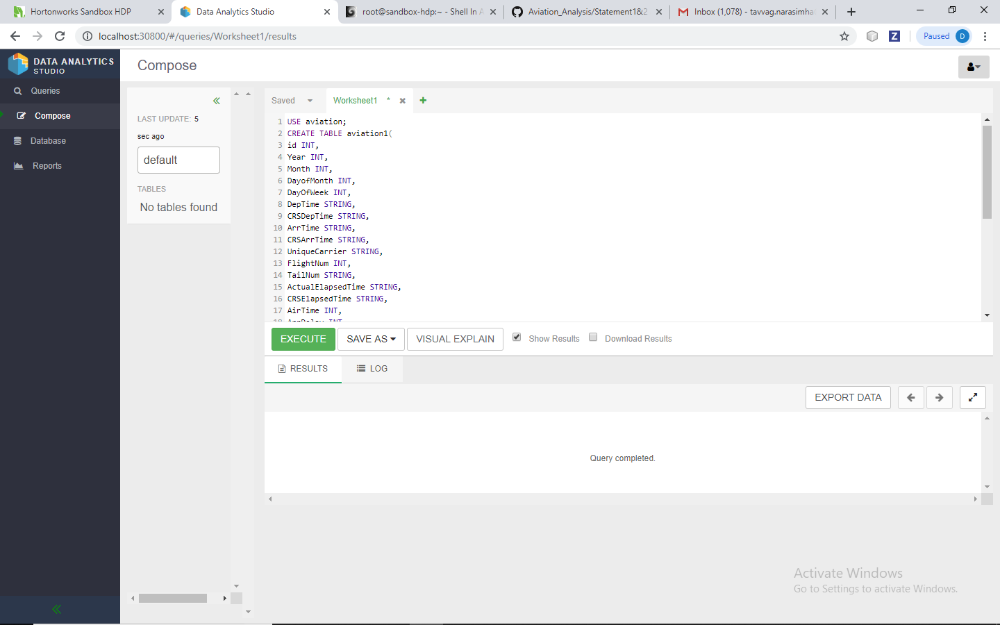 Hortonworks Sandbox HDP
Data Analytics Studio
root@sandbox-hdp:~ - Shell In A
Aviation_Analysis/Statement1&2
Inbox (1,078) - tavvag.narasimha
localhost:30800/#/queries/Worksheet1/results
Z
Paused
D
DATA ANALYTICS
STUDIO
Compose
Queries
Compose
Database
Reports
LAST UPDATE: 5
sec ago
default
TABLES
No tables found
Saved
Worksheet1 *
1 USE aviation;
2 CREATE TABLE aviation1(
3 id INT,
4 Year INT,
5 Month INT,
6 DayofMonth INT,
7 DayOfWeek INT,
8 DepTime STRING,
9 CRSDepTime STRING,
10 ArrTime STRING,
11 CRSArrTime STRING,
12 UniqueCarrier STRING,
13 FlightNum INT,
14 TailNum STRING,
15 ActualElapsedTime STRING,
16 CRSElapsedTime STRING,
17 AirTime INT,
EXECUTE
SAVE AS
VISUAL EXPLAIN
Show Results
Download Results
RESULTS
LOG
EXPORT DATA
Query completed.
Activate Windows
Go to Settings to activate Windows.